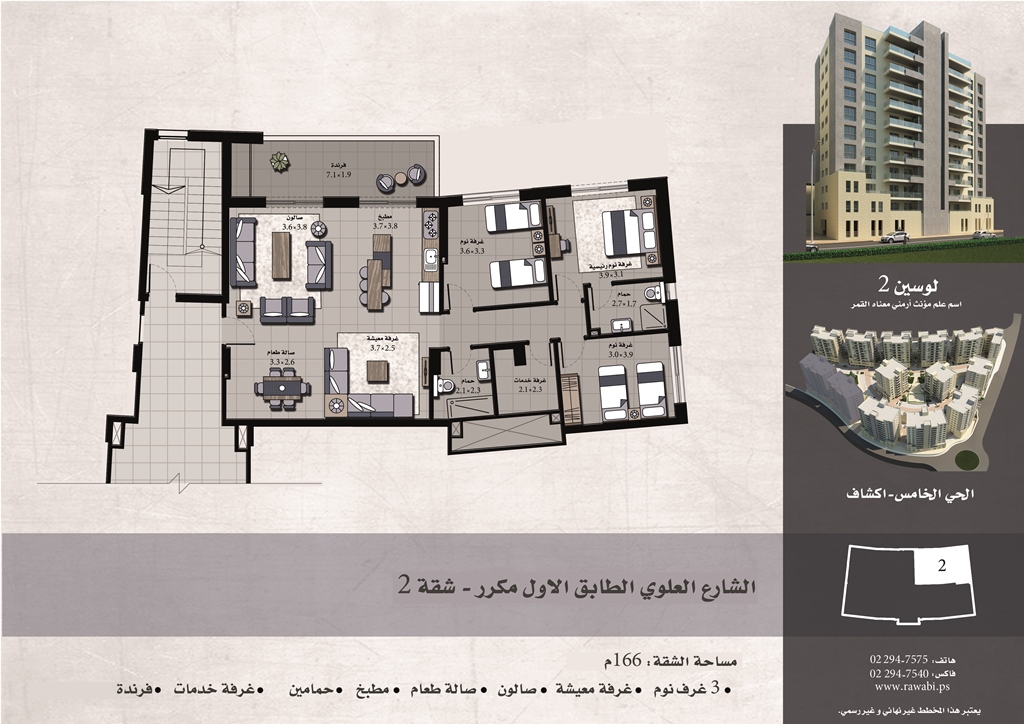 فرندة
7.1×1.9
صالون
3.6×3.8
مطبخ
3.7×3.8
غرفة نوم
3.6×3.3
غرفة نوم رئيسية
3.9×3.1
حمام
2.7×1.7
غرفة معيشة
3.7×2.5
صالة طعام
3.3×2.6
حمام
2.1×2.3
غرفة خدمات
2.1×2.3
غرفة نوم
3.0×3.9
لوسين 2
اسم علم مؤنث أرمني معناه القمر
الحي الخامس-اكشاف
2
الشارع العلوي الطابق الاول مكرر - شقة 2
مساحة الشقة: 166م
• 3 غرف نوم • غرفة معيشة • صالون • صالة طعام • مطبخ • حمامين • غرفة خدمات • فرندة
هاتف: 02 294-7575
فاكس: 02 294-7540
www.rawabi.ps
يعتبر هذا المخطط غير نهائي و غير رسمي.